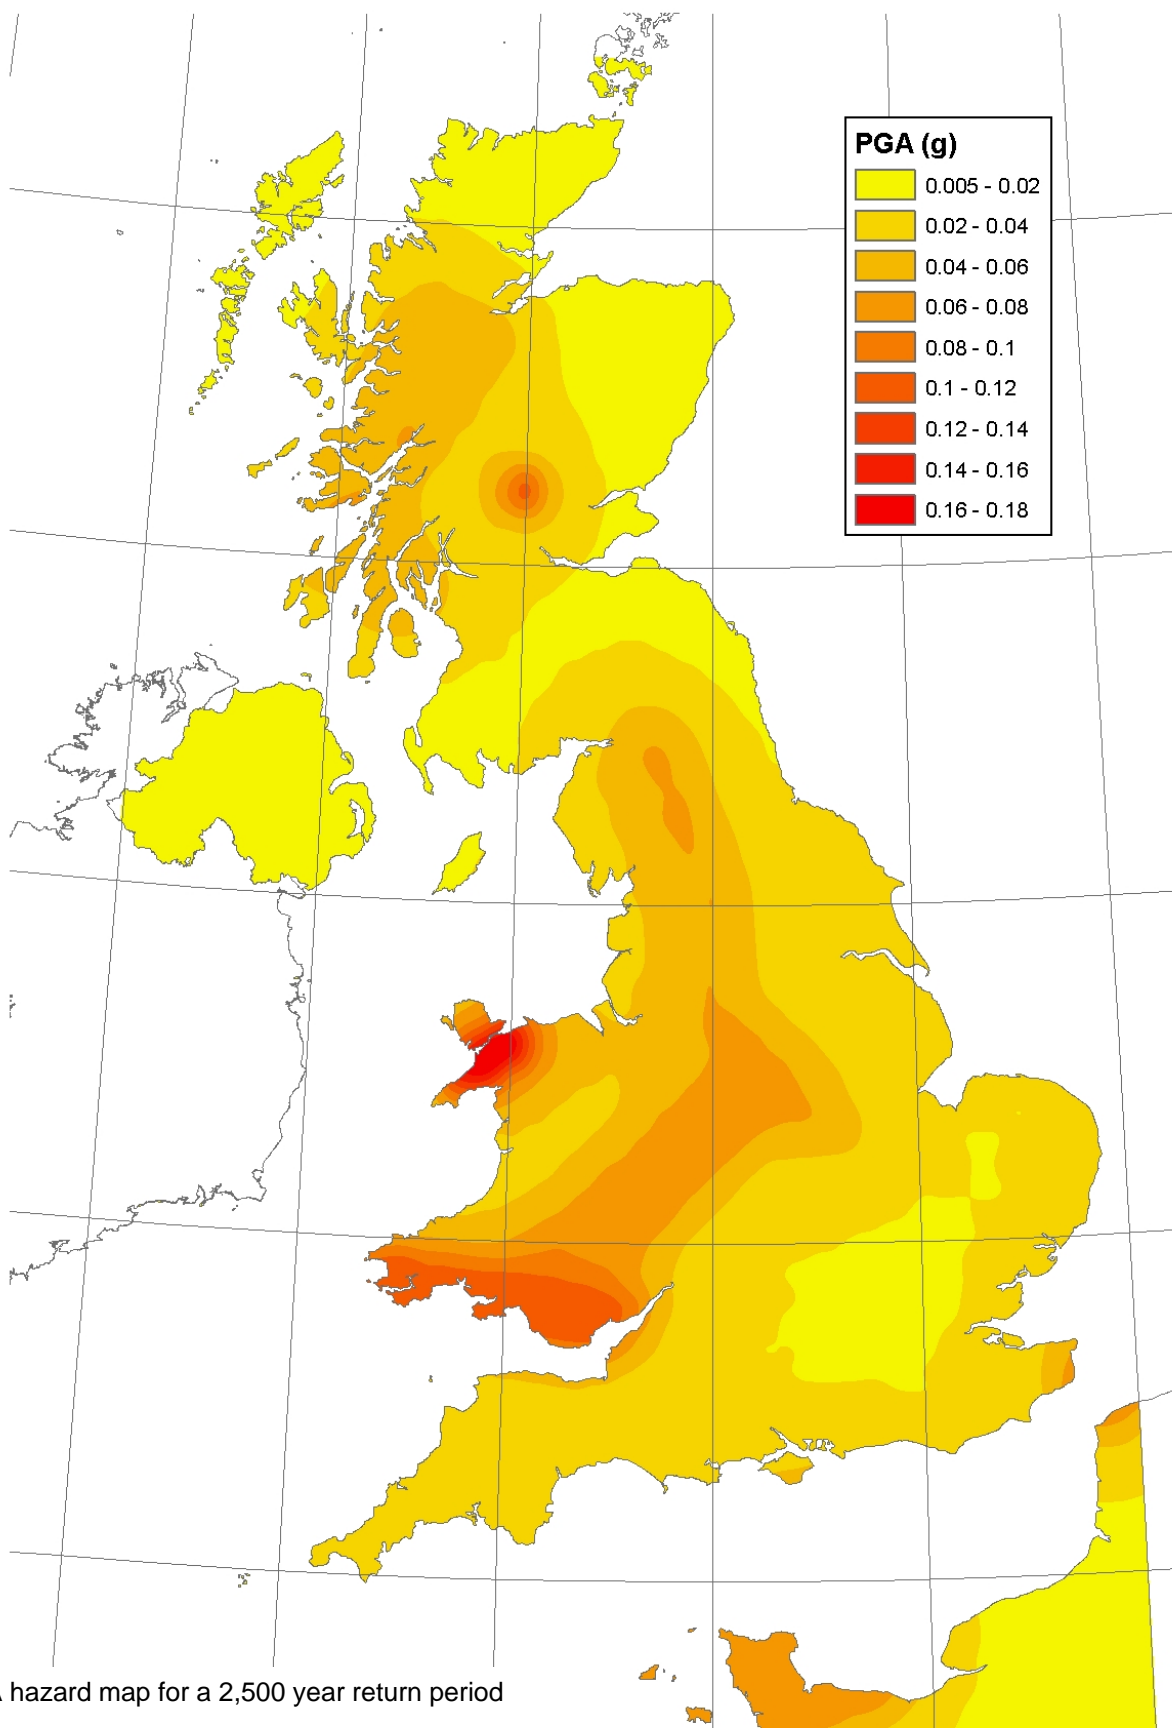 PGA (g)
0.005 - 0.02
0.02 - 0.04
0.04 - 0.06
0.06 - 0.08
0.08 - 0.1
0.1 - 0.12
0.12 - 0.14
0.14 - 0.16
0.16 - 0.18
hazard map for a 2,500 year return period